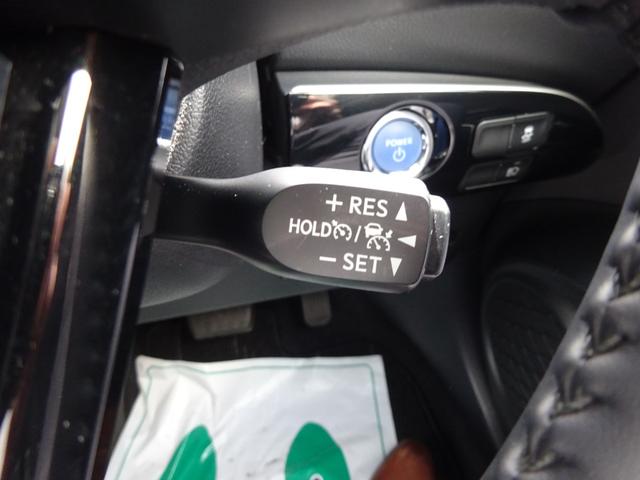 POWER
+ RES ▲
HOLD / ◀
− SET ▼